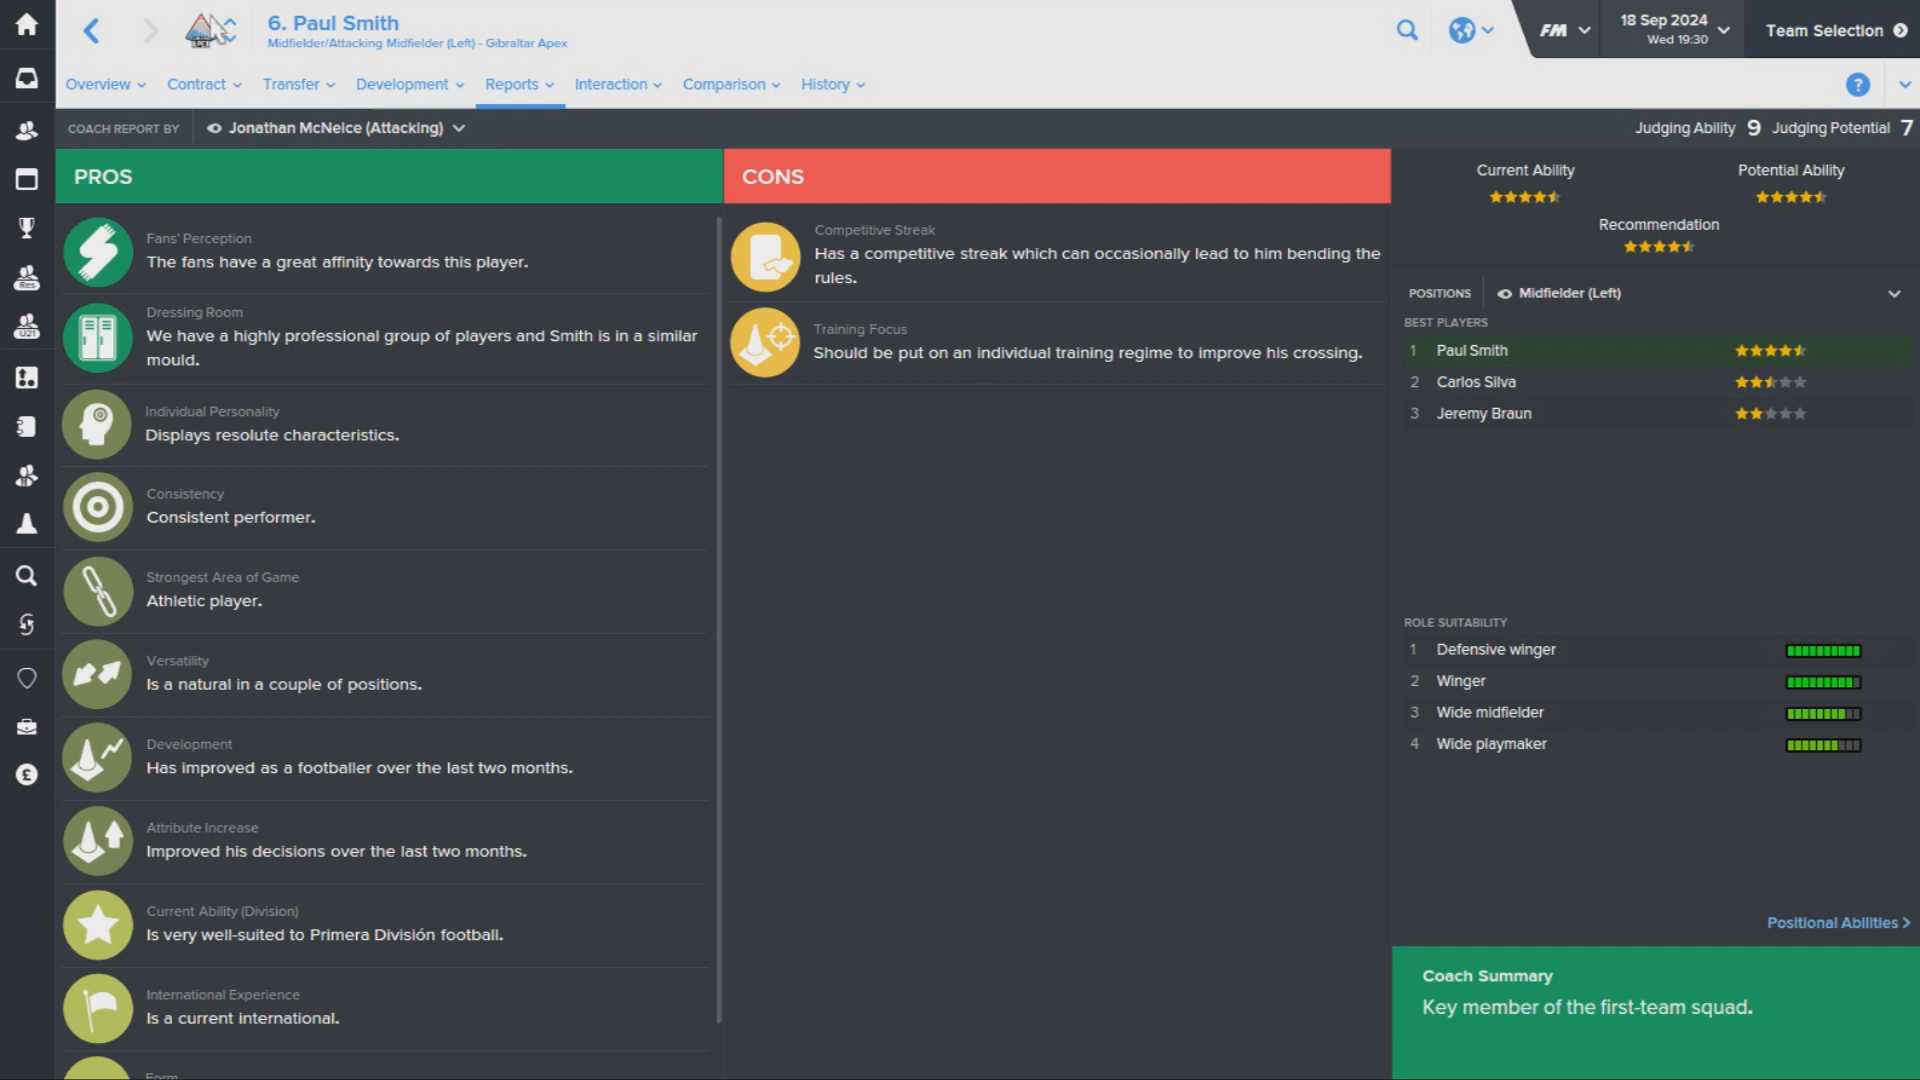 6. Paul Smith
Midfielder/Attacking Midfielder (Left) - Gibraltar Apex
FM
18 Sep 2024
Wed 19:30
Team Selection
Overview
Contract
Transfer
Development
Reports
Interaction
Comparison
History
?
COACH REPORT BY
Jonathan McNeice (Attacking)
Judging Ability 9
Judging Potential 7
PROS
Fans' Perception
The fans have a great affinity towards this player.
Dressing Room
We have a highly professional group of players and Smith is in a similar
mould.
Individual Personality
Displays resolute characteristics.
Consistency
Consistent performer.
Strongest Area of Game
Athletic player.
Versatility
Is a natural in a couple of positions.
Development
Has improved as a footballer over the last two months.
Attribute Increase
Improved his decisions over the last two months.
Current Ability (Division)
Is very well-suited to Primera División football.
International Experience
Is a current international.
Form
CONS
Competitive Streak
Has a competitive streak which can occasionally lead to him bending the
rules.
Training Focus
Should be put on an individual training regime to improve his crossing.
Current Ability
Potential Ability
Recommendation
POSITIONS
Midfielder (Left)
BEST PLAYERS
1 Paul Smith
2 Carlos Silva
3 Jeremy Braun
ROLE SUITABILITY
1 Defensive winger
2 Winger
3 Wide midfielder
4 Wide playmaker
Positional Abilities >
Coach Summary
Key member of the first-team squad.
Res
U21
£